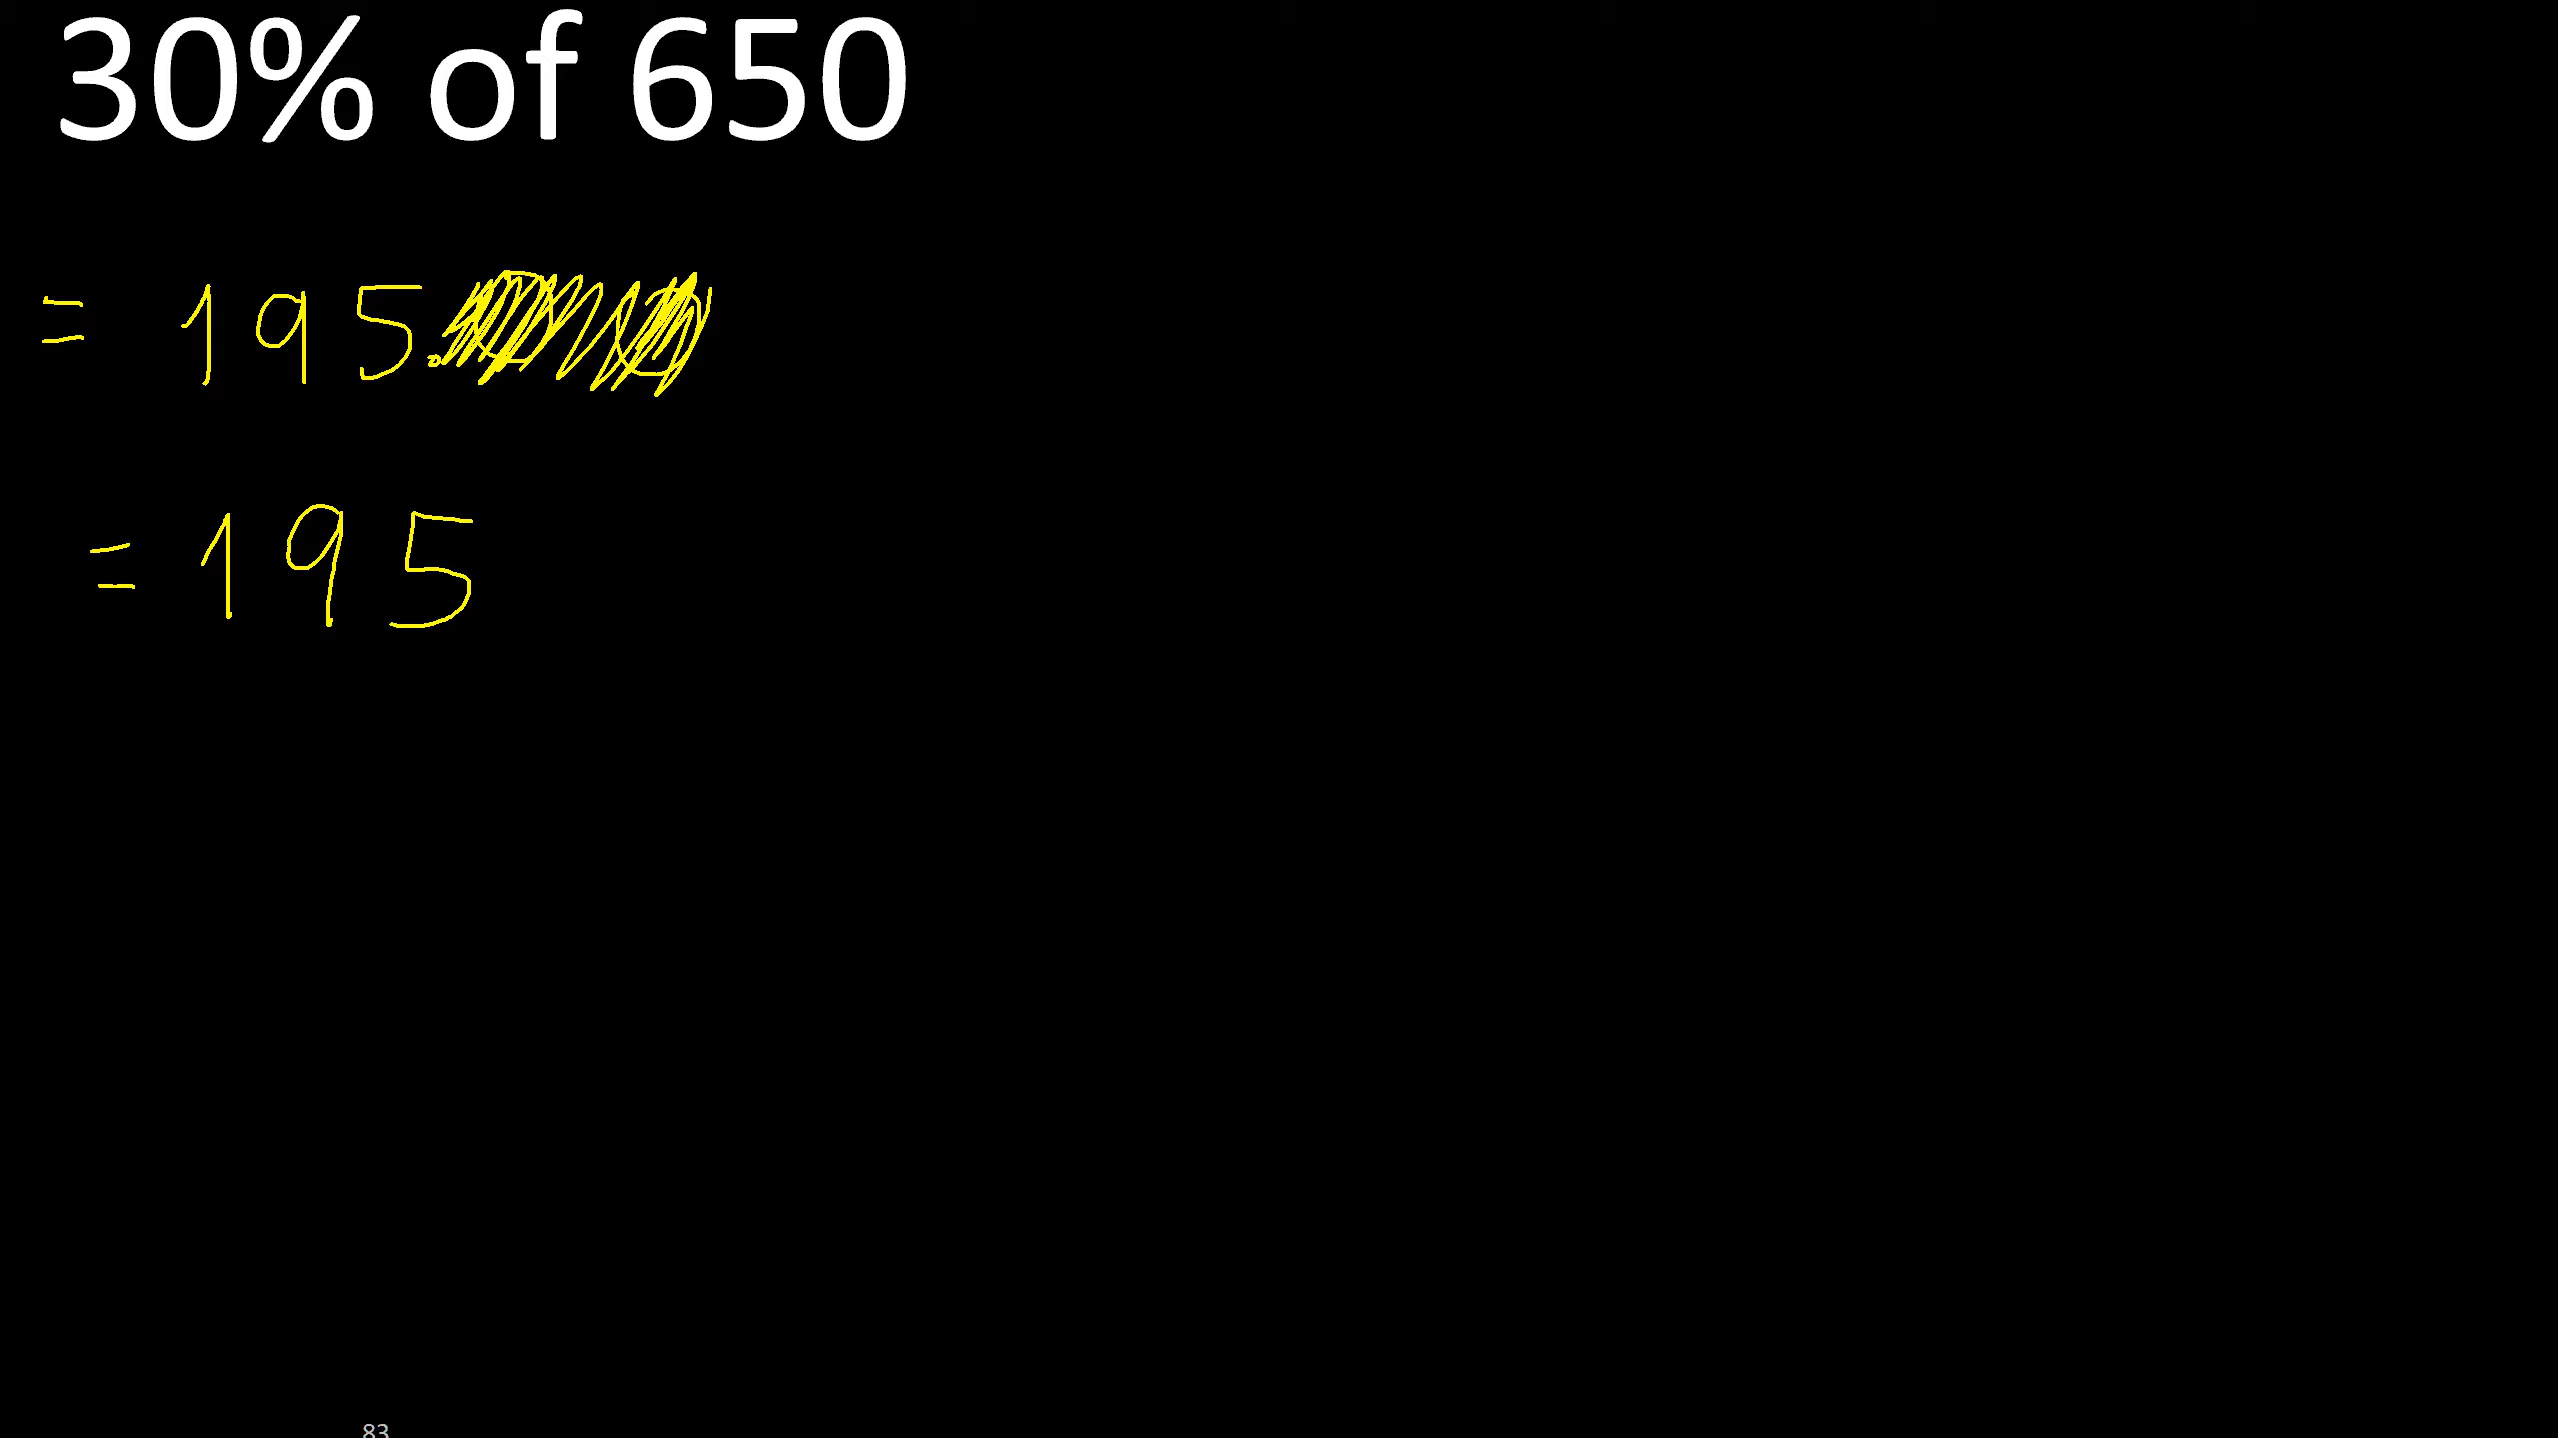 30% of 650
= 195.
= 195
83